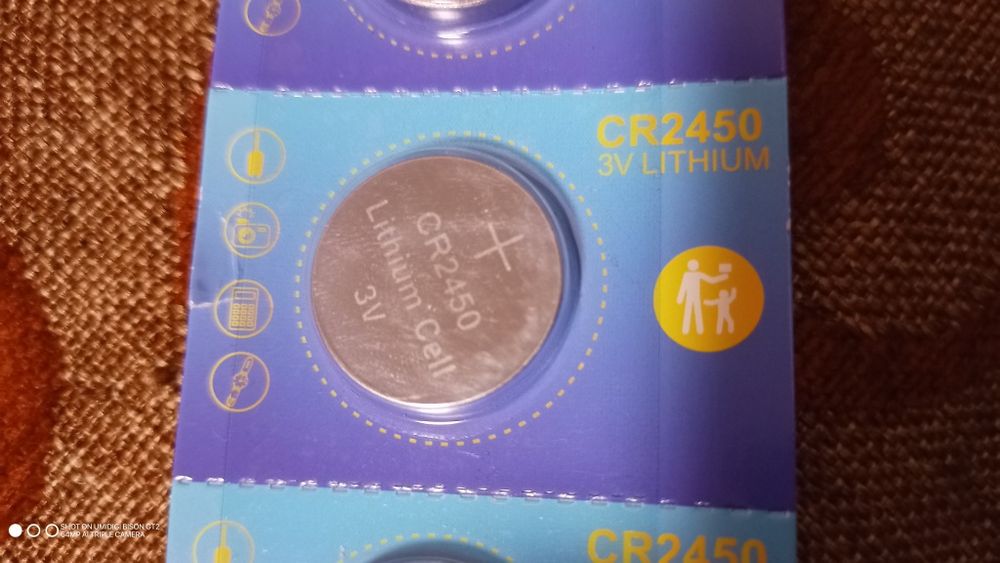 CR2450
3V LITHIUM
+
CR2450
Lithium Cell
3V
CR2450
SHOT ON UMIDIGI BISON GT2
64MP AI TRIPLE CAMERA